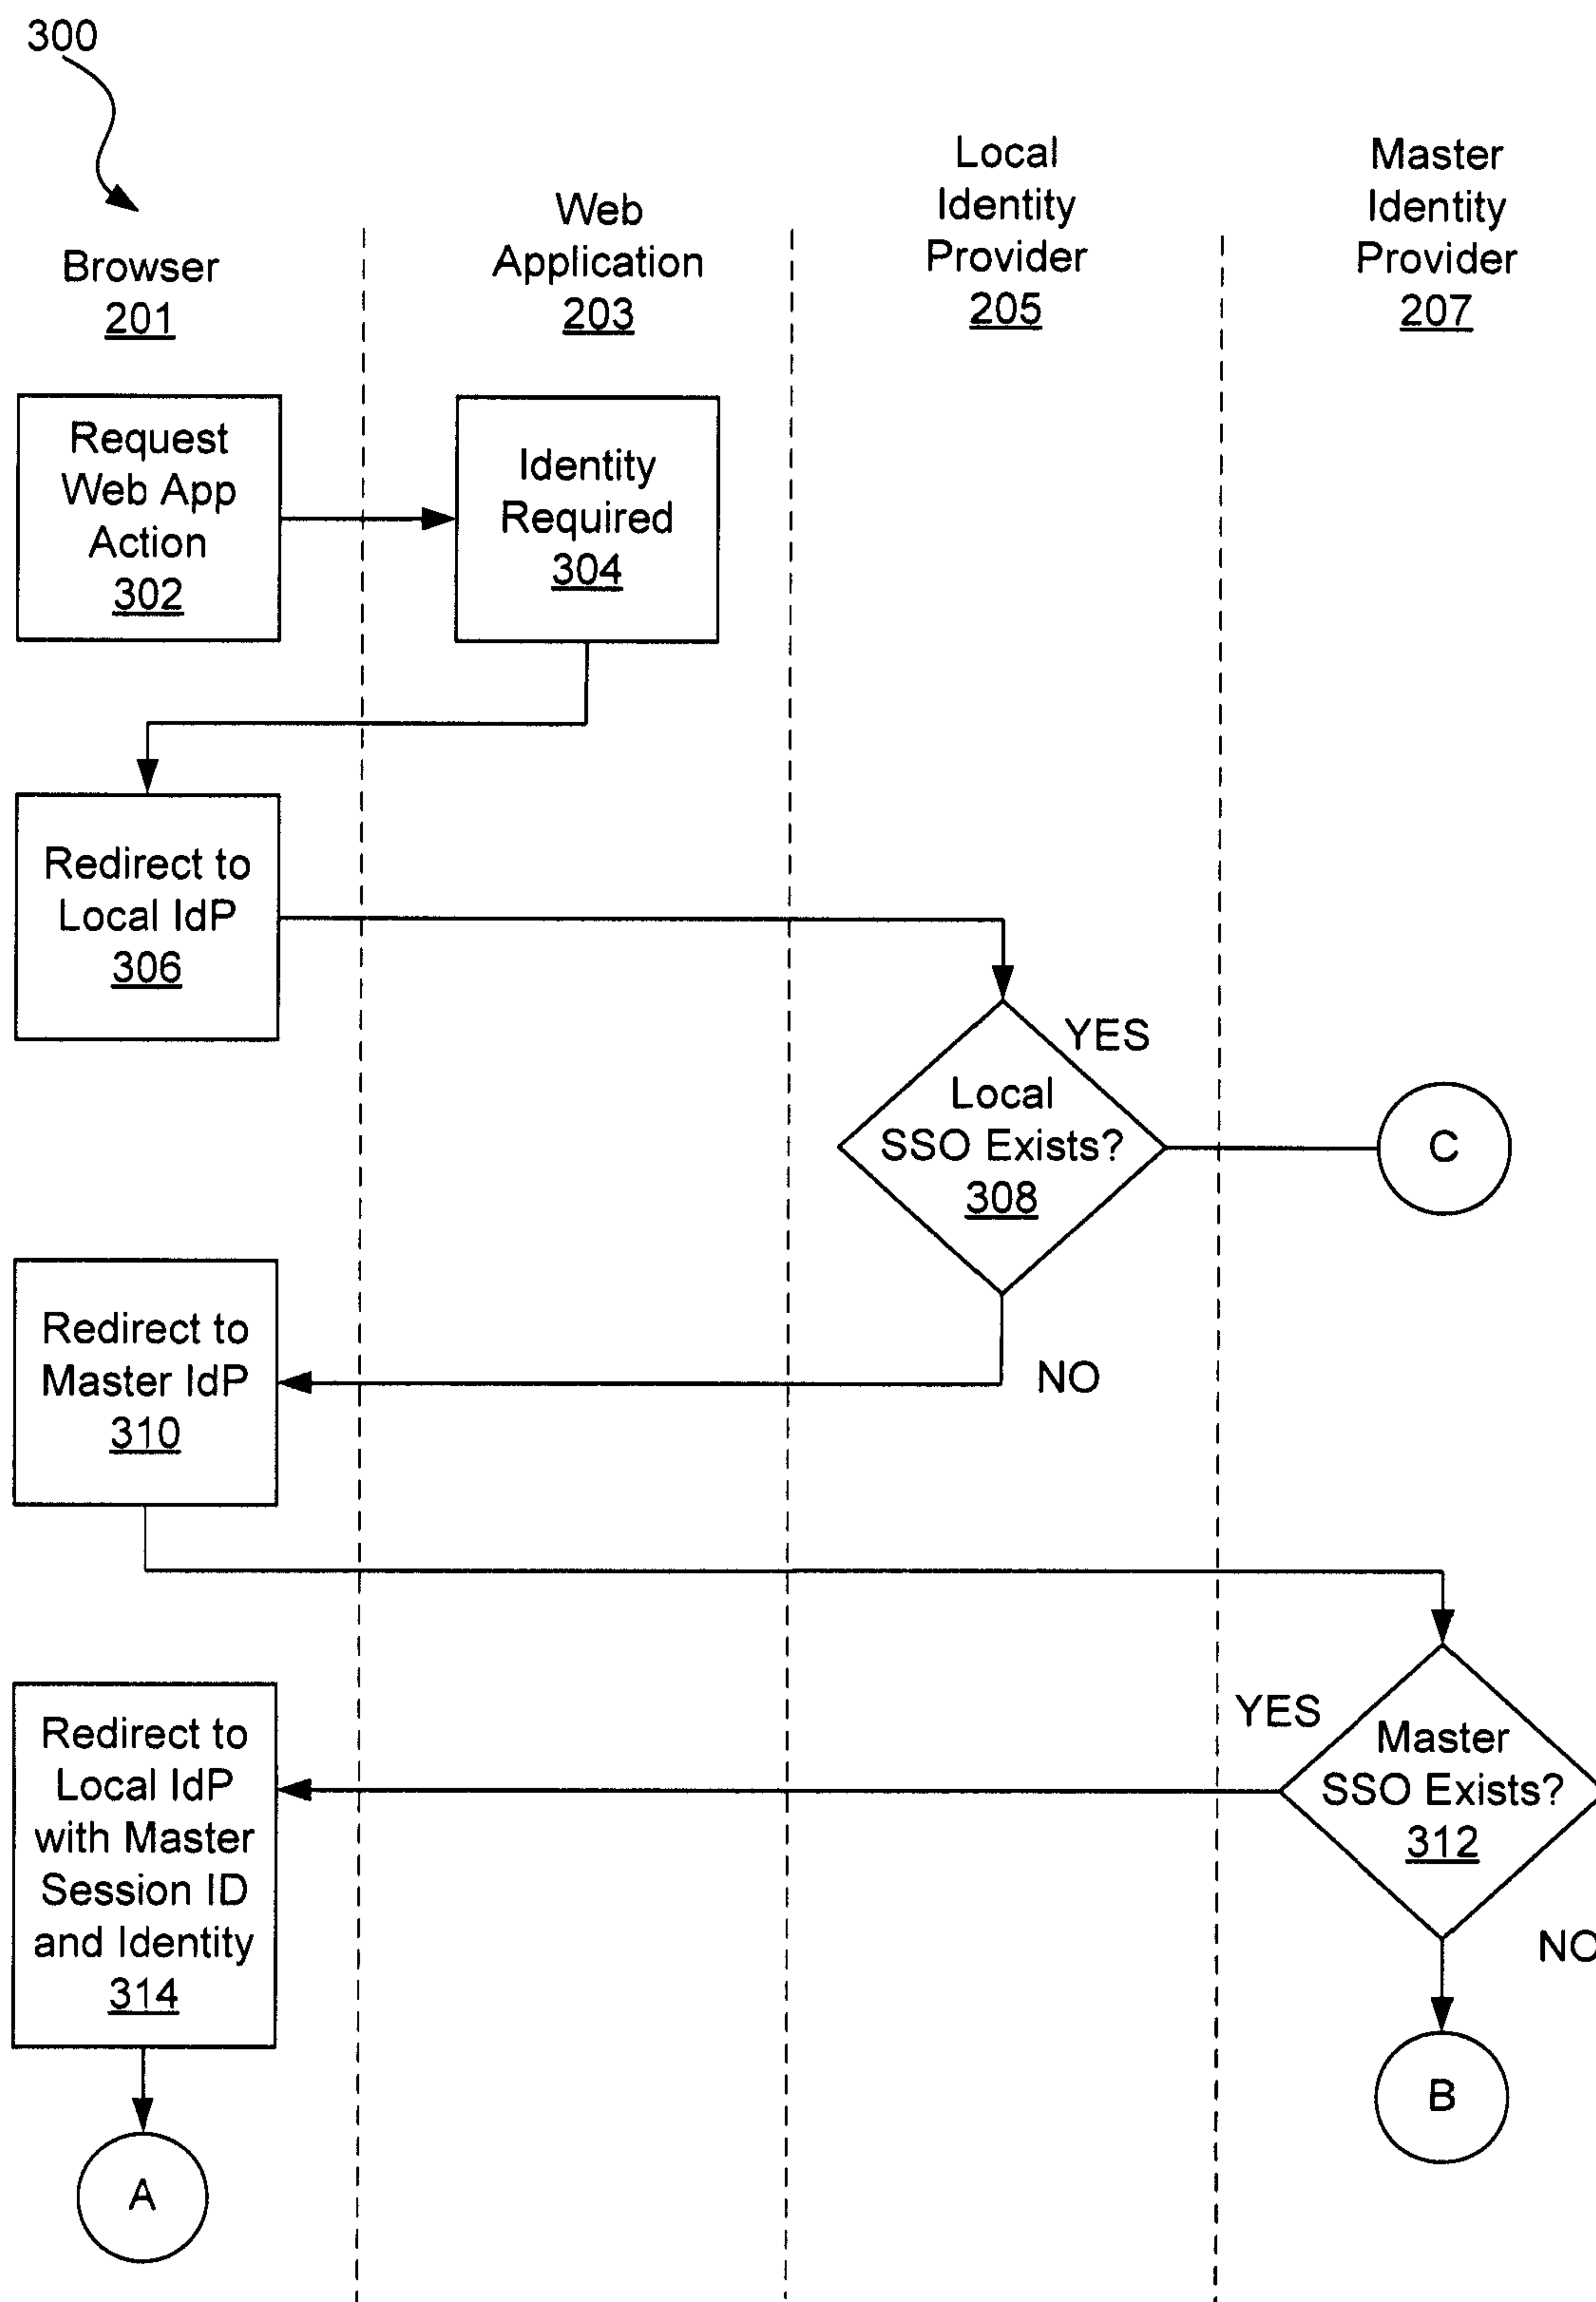 300
Browser
201
Web
Application
203
Local
Identity
Provider
205
Master
Identity
Provider
207
Request
Web App
Action
302
Identity
Required
304
Redirect to
Local IdP
306
YES
Local
SSO Exists?
308
C
NO
Redirect to
Master IdP
310
YES
Master
SSO Exists?
312
NO
Redirect to
Local IdP
with Master
Session ID
and Identity
314
B
A